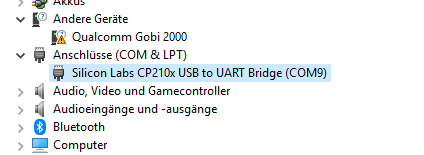 Akkus
Andere Geräte
Qualcomm Gobi 2000
Anschlüsse (COM & LPT)
Silicon Labs CP210x USB to UART Bridge (COM9)
Audio, Video und Gamecontroller
Audioeingänge und -ausgänge
Bluetooth
Computer